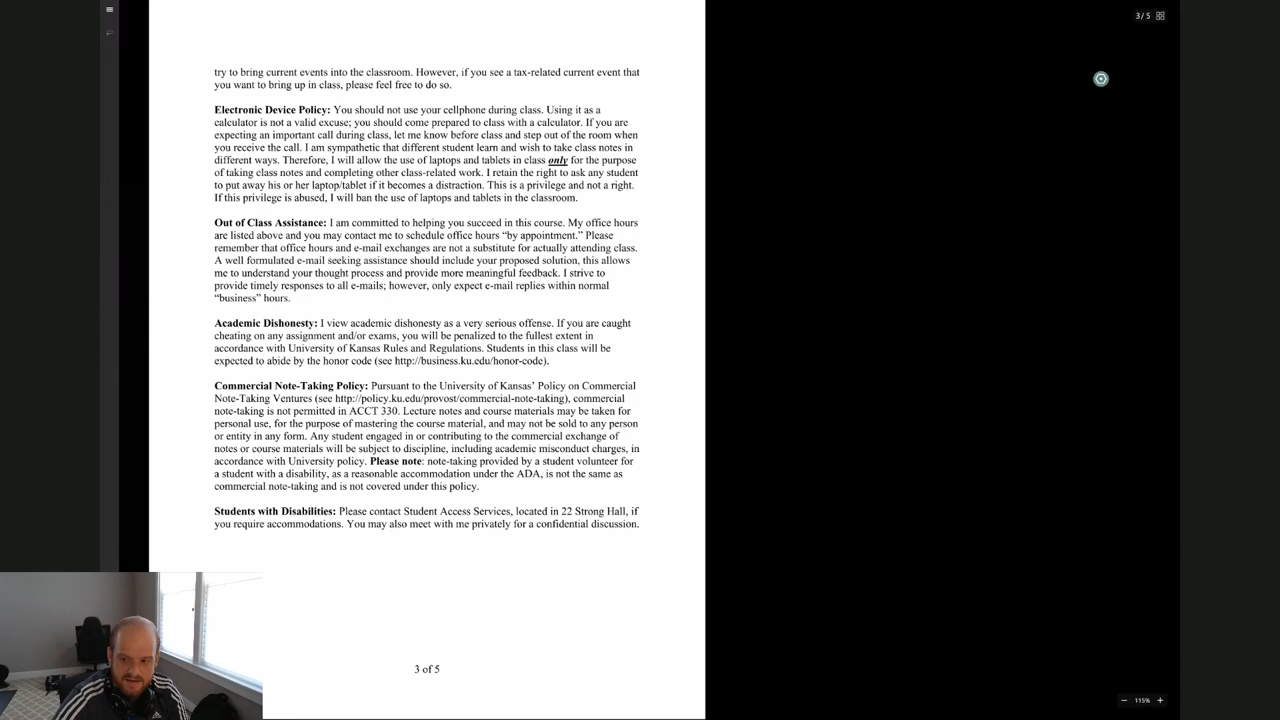 3/5
try to bring current events into the classroom. However, if you see a tax-related current event that
you want to bring up in class, please feel free to do so.
Electronic Device Policy: You should not use your cellphone during class. Using it as a
calculator is not a valid excuse; you should come prepared to class with a calculator. If you are
expecting an important call during class, let me know before class and step out of the room when
you receive the call. I am sympathetic that different student learn and wish to take class notes in
different ways. Therefore, I will allow the use of laptops and tablets in class only for the purpose
of taking class notes and completing other class-related work. I retain the right to ask any student
to put away his or her laptop/tablet if it becomes a distraction. This is a privilege and not a right.
If this privilege is abused, I will ban the use of laptops and tablets in the classroom.
Out of Class Assistance: I am committed to helping you succeed in this course. My office hours
are listed above and you may contact me to schedule office hours “by appointment.” Please
remember that office hours and e-mail exchanges are not a substitute for actually attending class.
A well formulated e-mail seeking assistance should include your proposed solution, this allows
me to understand your thought process and provide more meaningful feedback. I strive to
provide timely responses to all e-mails; however, only expect e-mail replies within normal
“business” hours.
Academic Dishonesty: I view academic dishonesty as a very serious offense. If you are caught
cheating on any assignment and/or exams, you will be penalized to the fullest extent in
accordance with University of Kansas Rules and Regulations. Students in this class will be
expected to abide by the honor code (see http://business.ku.edu/honor-code).
Commercial Note-Taking Policy: Pursuant to the University of Kansas’ Policy on Commercial
Note-Taking Ventures (see http://policy.ku.edu/provost/commercial-note-taking), commercial
note-taking is not permitted in ACCT 330. Lecture notes and course materials may be taken for
personal use, for the purpose of mastering the course material, and may not be sold to any person
or entity in any form. Any student engaged in or contributing to the commercial exchange of
notes or course materials will be subject to discipline, including academic misconduct charges, in
accordance with University policy. Please note: note-taking provided by a student volunteer for
a student with a disability, as a reasonable accommodation under the ADA, is not the same as
commercial note-taking and is not covered under this policy.
Students with Disabilities: Please contact Student Access Services, located in 22 Strong Hall, if
you require accommodations. You may also meet with me privately for a confidential discussion.
3 of 5
115%